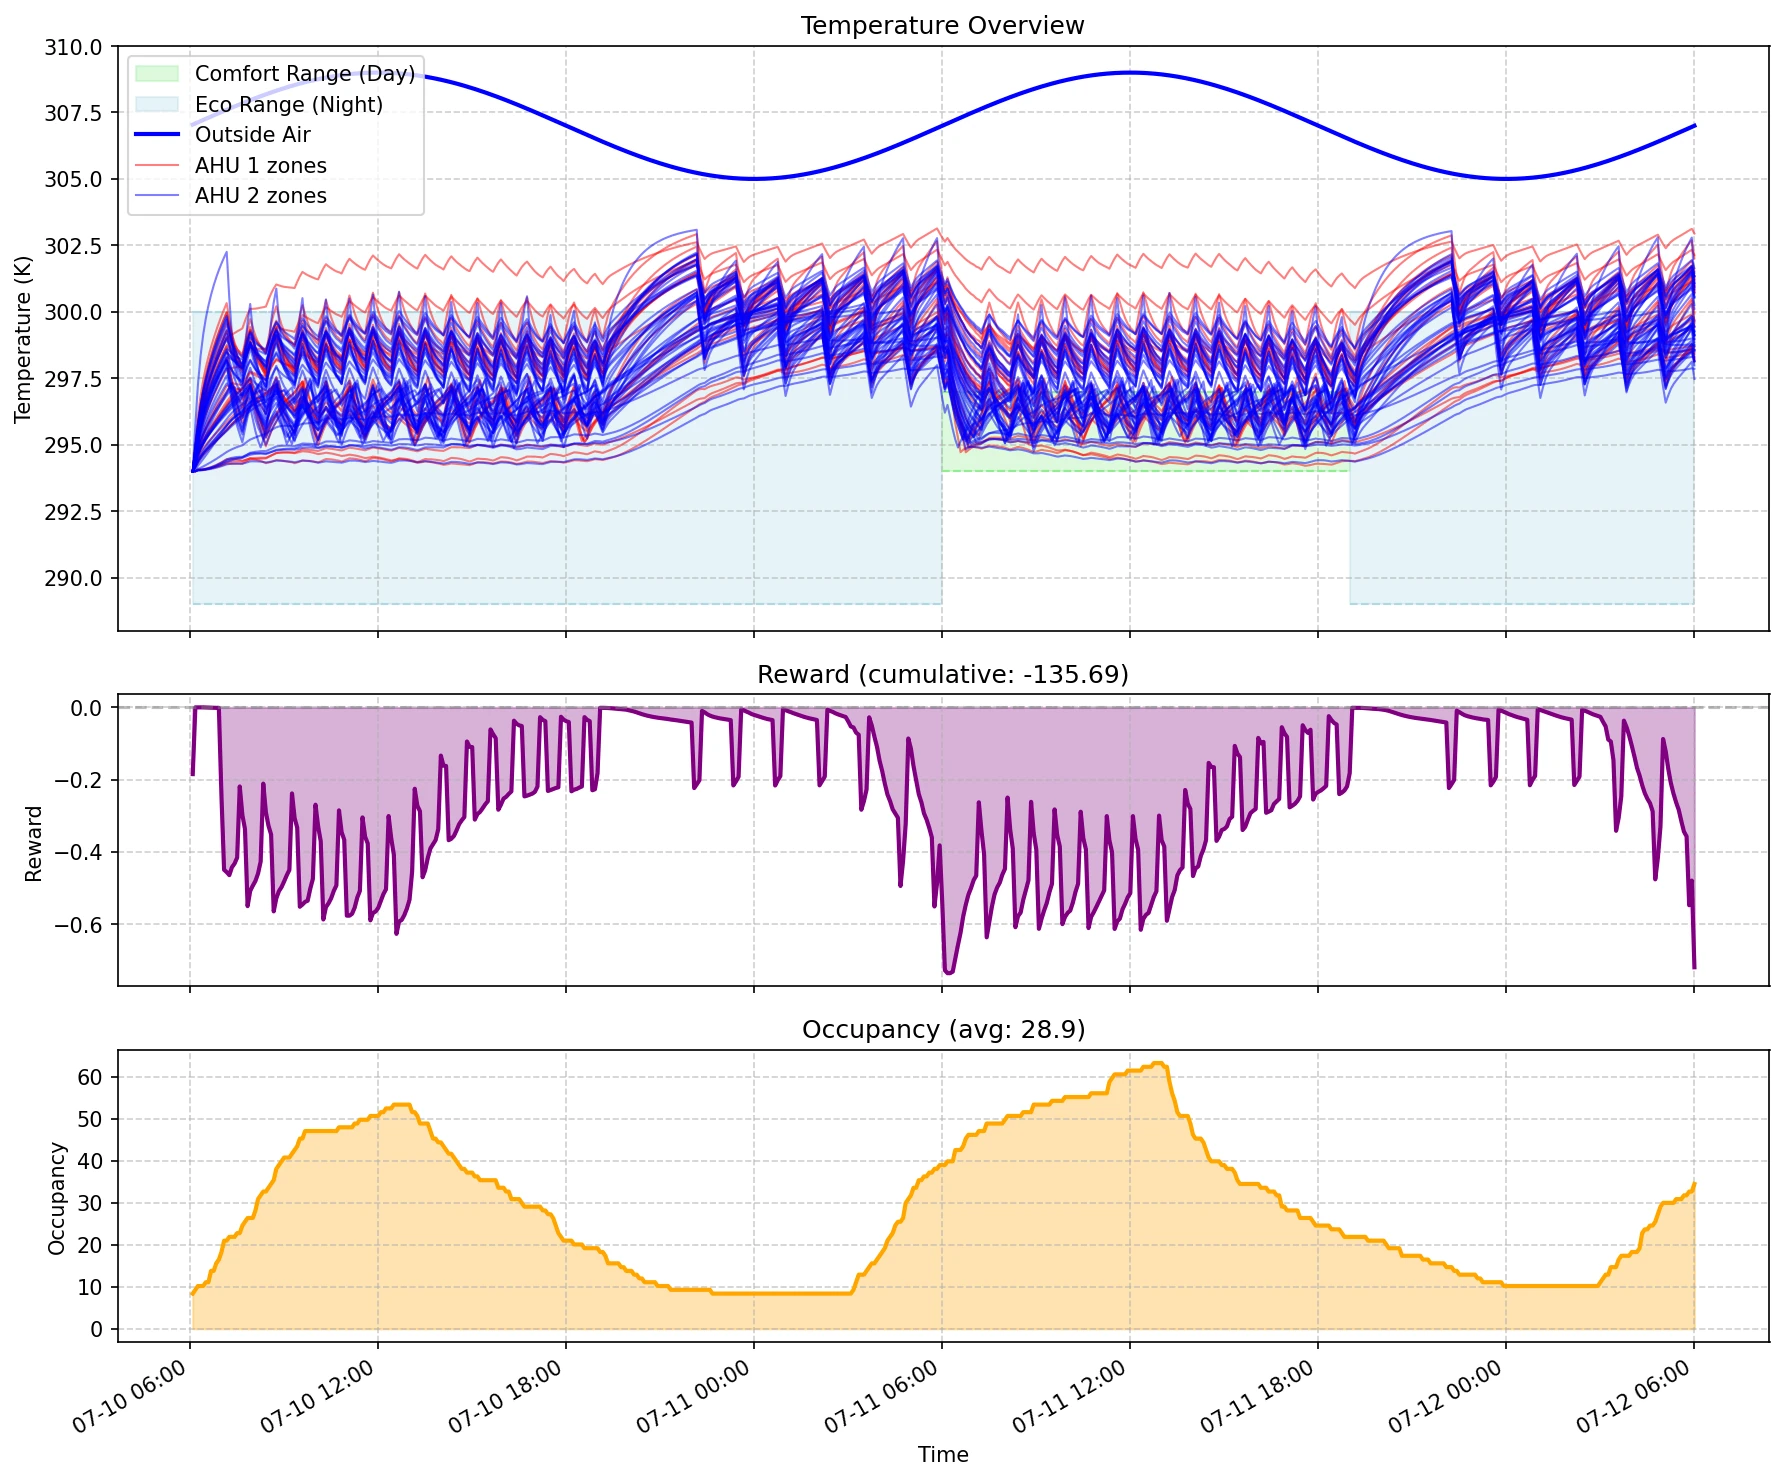 Temperature Overview
310.0
307.5
305.0
302.5
300.0
297.5
295.0
292.5
290.0
Temperature (K)
Comfort Range (Day)
Eco Range (Night)
Outside Air
AHU 1 zones
AHU 2 zones
Reward (cumulative: -135.69)
0.0
−0.2
−0.4
−0.6
Reward
Occupancy (avg: 28.9)
60
50
40
30
20
10
0
Occupancy
07-10 06:00
07-10 12:00
07-10 18:00
07-11 00:00
07-11 06:00
07-11 12:00
07-11 18:00
07-12 00:00
07-12 06:00
Time